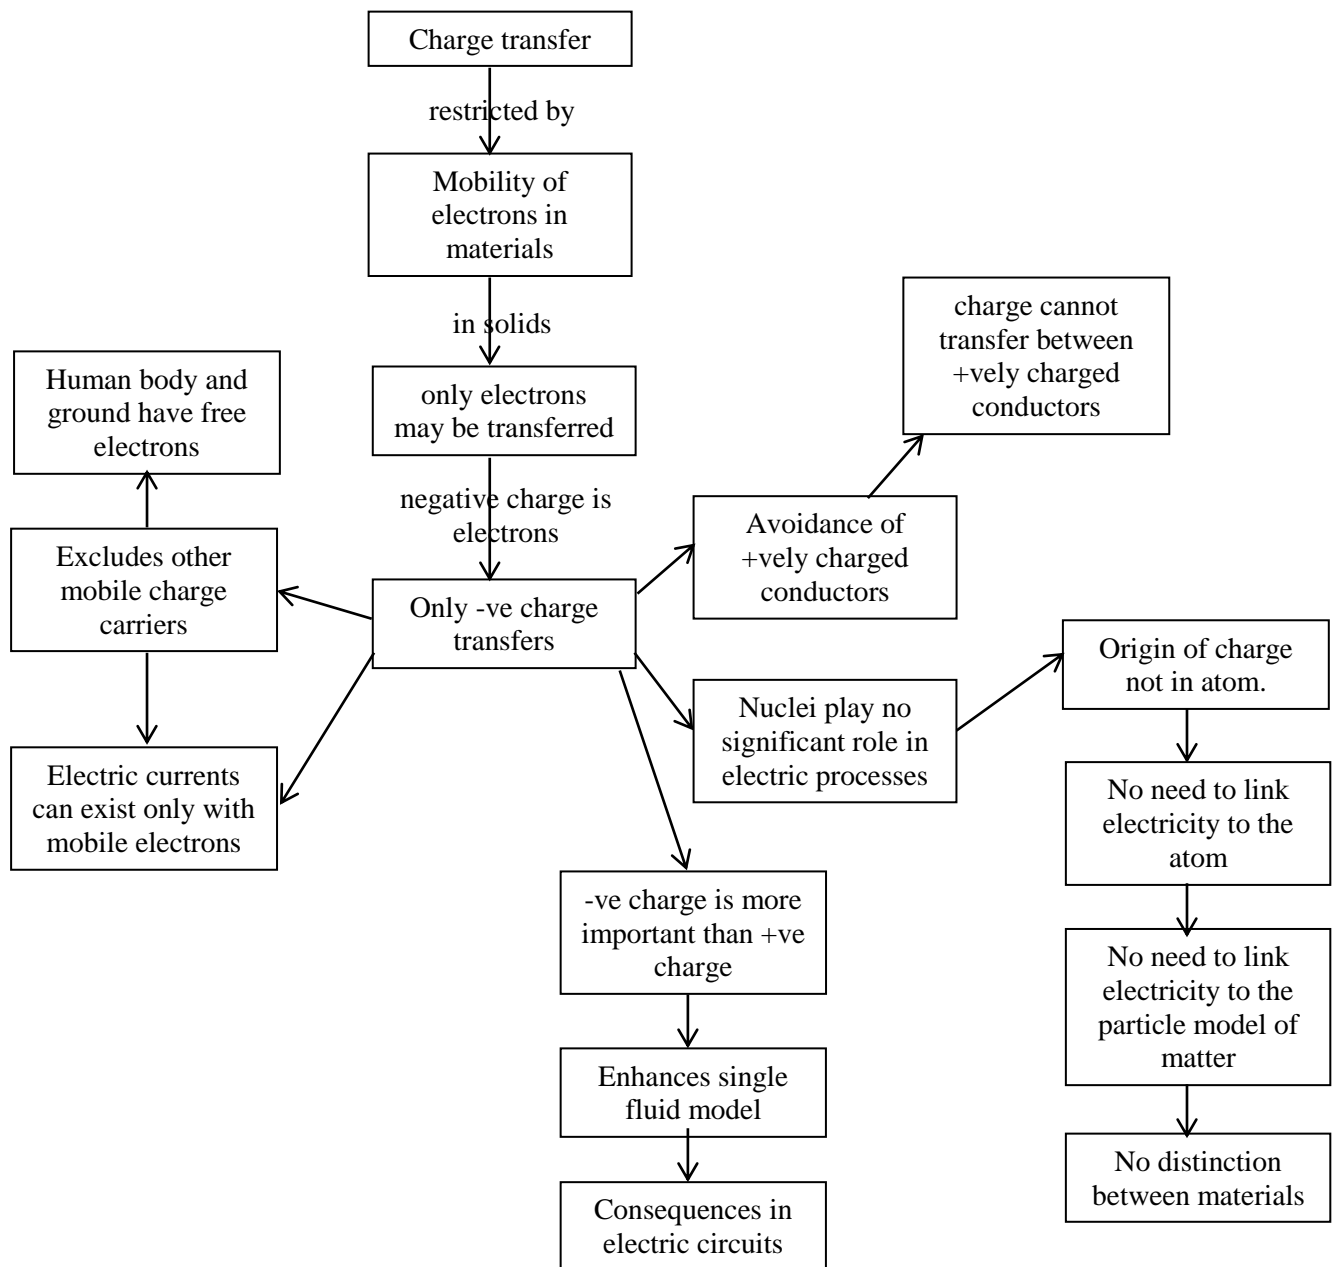 Charge transfer
restricted by
Mobility of
electrons in
materials
in solids
only electrons
may be transferred
negative charge is
electrons
Only -ve charge
transfers
Human body and
ground have free
electrons
Excludes other
mobile charge
carriers
Electric currents
can exist only with
mobile electrons
charge cannot
transfer between
+vely charged
conductors
Avoidance of
+vely charged
conductors
Nuclei play no
significant role in
electric processes
Origin of charge
not in atom.
No need to link
electricity to the
atom
No need to link
electricity to the
particle model of
matter
No distinction
between materials
-ve charge is more
important than +ve
charge
Enhances single
fluid model
Consequences in
electric circuits